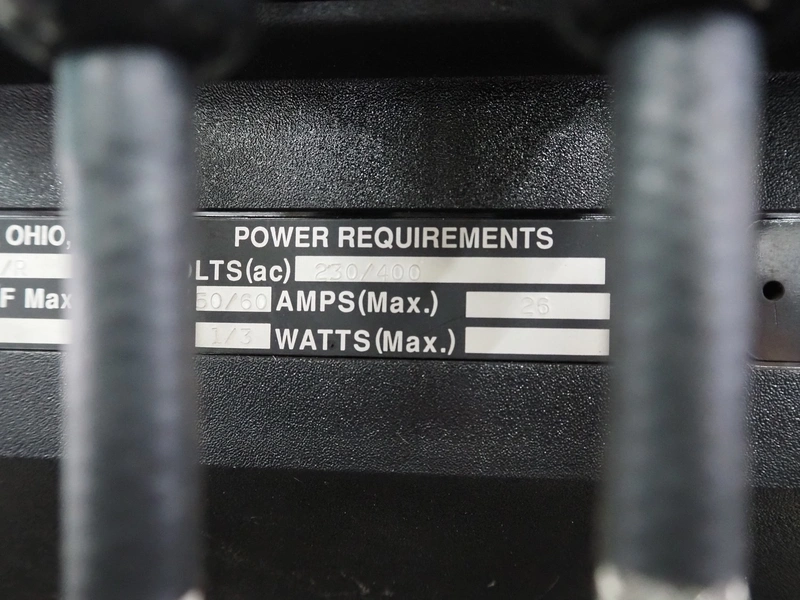 OHIO,
POWER REQUIREMENTS
/R
LTS(ac) 230/400
F Max
50/60 AMPS(Max.) 26
1/3 WATTS(Max.)